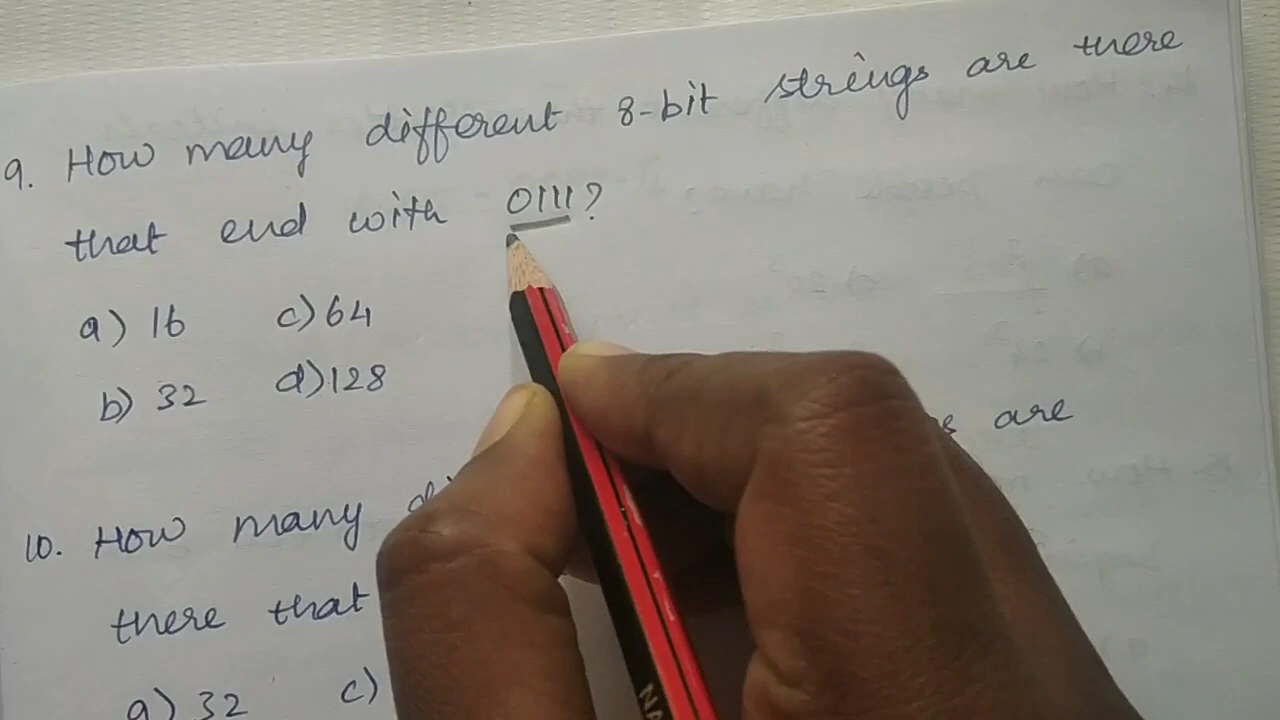 9. How many different 8-bit strings are there
that end with 0111?
a) 16 c) 64
b) 32 d) 128
are
10. How many
there that
a) 32 c)
NA